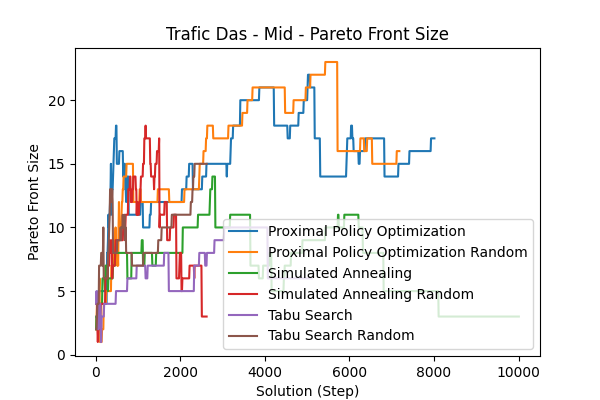 Trafic Das - Mid - Pareto Front Size
Pareto Front Size
20
15
10
5
0
Proximal Policy Optimization
Proximal Policy Optimization Random
Simulated Annealing
Simulated Annealing Random
Tabu Search
Tabu Search Random
0 2000 4000 6000 8000 10000
Solution (Step)